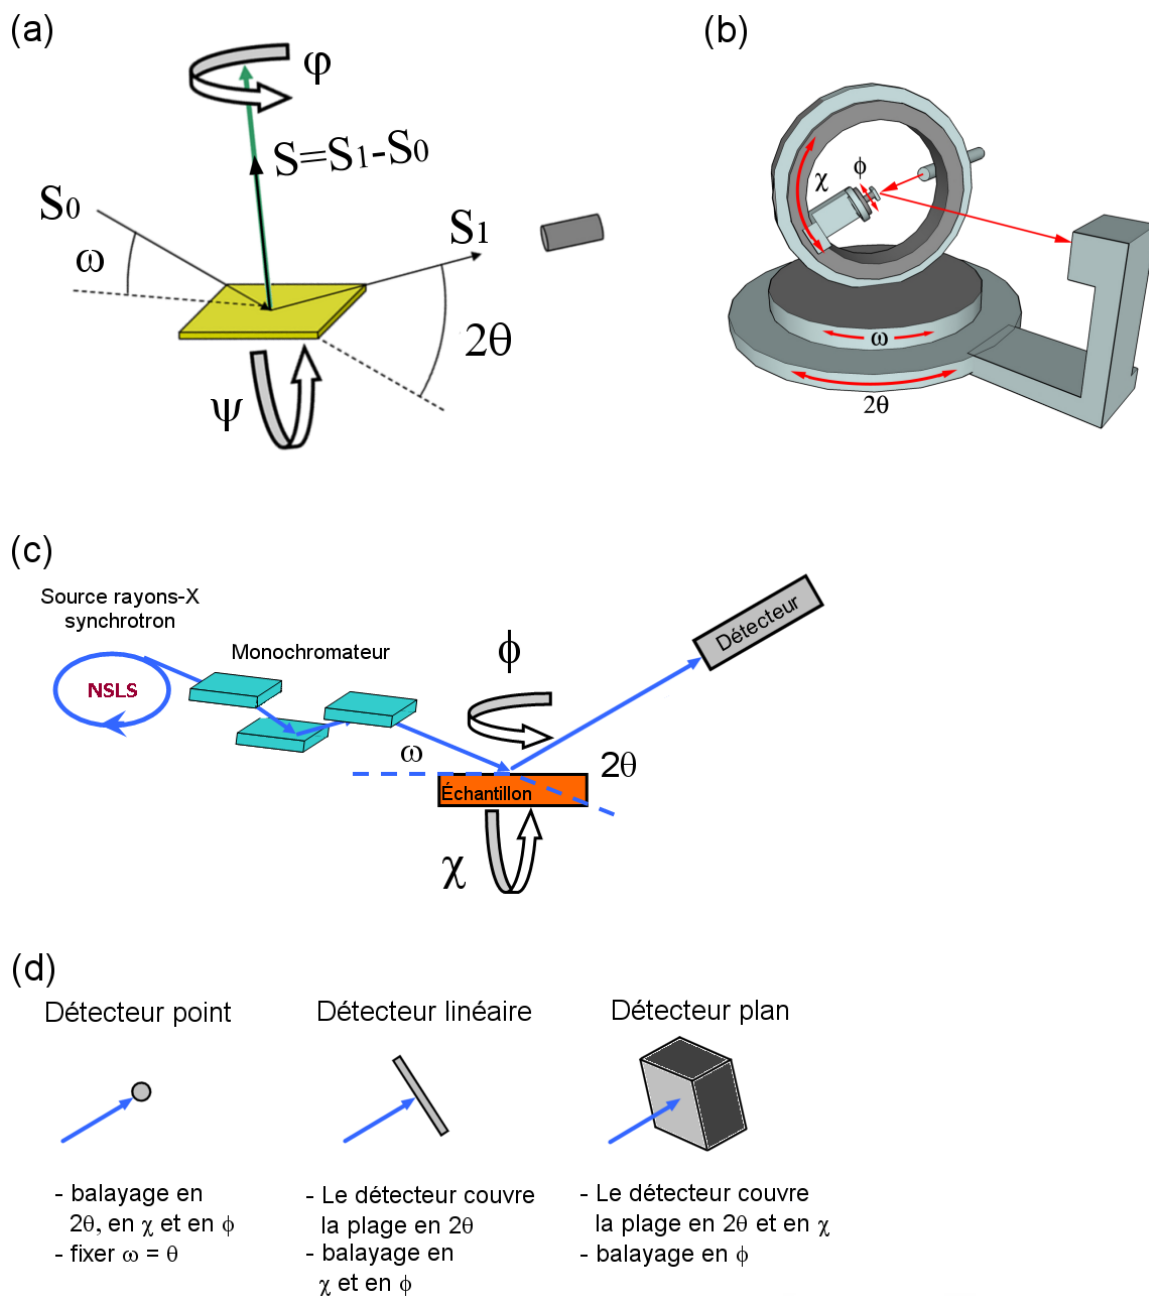 (a)
φ
S=S1-S0
S0
S1
ω
2θ
ψ
(b)
χ
ϕ
ω
2θ
(c)
Source rayons-X
synchrotron
NSLS
Monochromateur
ϕ
Détecteur
ω
2θ
Échantillon
χ
(d)
Détecteur point
- balayage en
2θ, en χ et en ϕ
- fixer ω = θ
Détecteur linéaire
- Le détecteur couvre
la plage en 2θ
- balayage en
χ et en ϕ
Détecteur plan
- Le détecteur couvre
la plage en 2θ et en χ
- balayage en ϕ